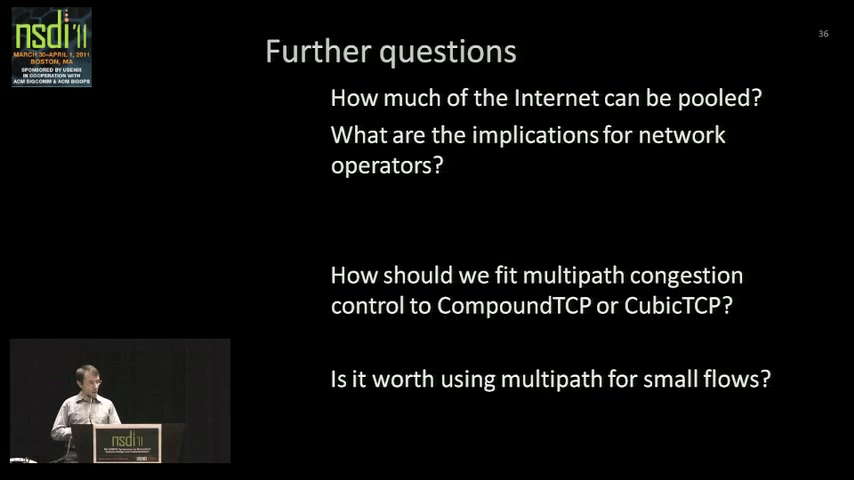 nsdi'11
MARCH 30–APRIL 1, 2011
BOSTON, MA
SPONSORED BY USENIX
IN COOPERATION WITH
ACM SIGCOMM & ACM SIGOPS
36
Further questions
How much of the Internet can be pooled?
What are the implications for network
operators?
How should we fit multipath congestion
control to CompoundTCP or CubicTCP?
Is it worth using multipath for small flows?
nsdi'11